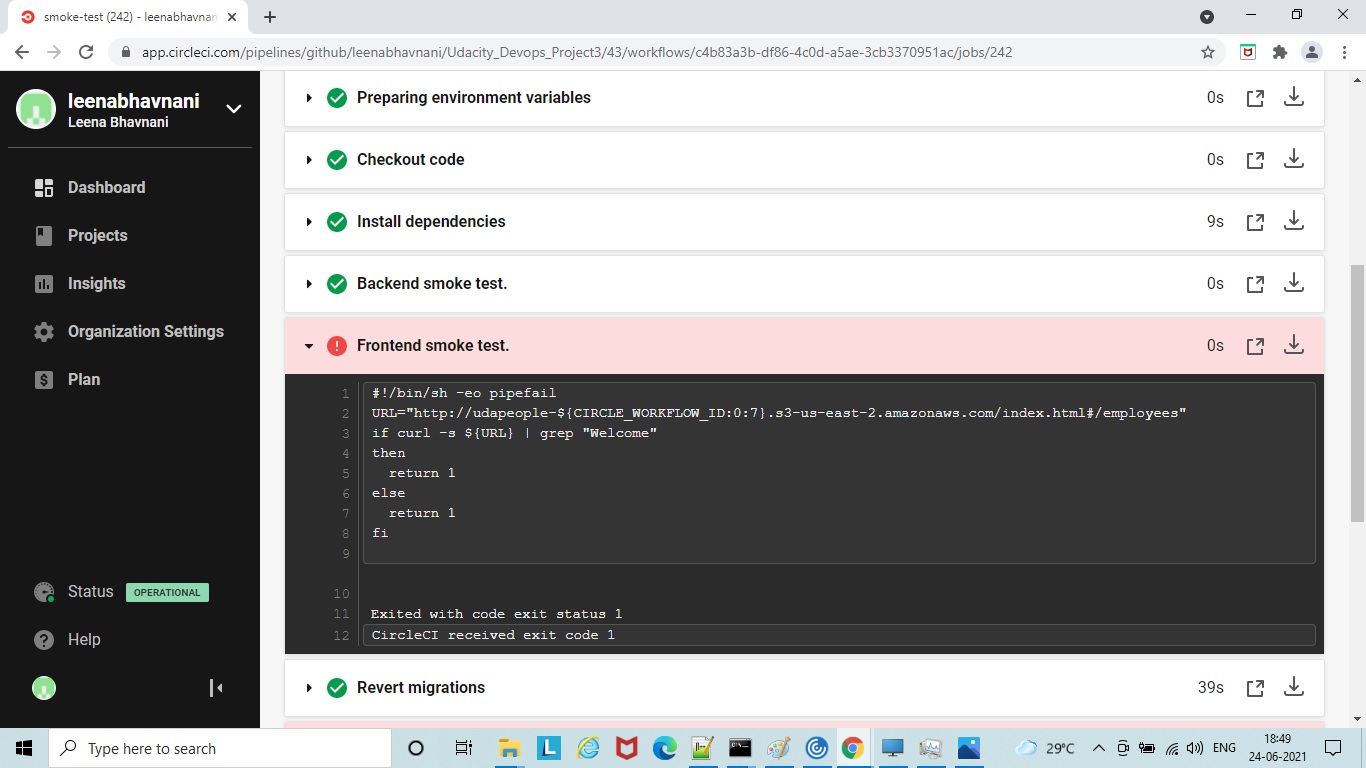 smoke-test (242) - leenabhavnan
app.circleci.com/pipelines/github/leenabhavnani/Udacity_Devops_Project3/43/workflows/c4b83a3b-df86-4c0d-a5ae-3cb3370951ac/jobs/242
leenabhavnani
Leena Bhavnani
Dashboard
Projects
Insights
Organization Settings
Plan
Status OPERATIONAL
Help
Preparing environment variables 0s
Checkout code 0s
Install dependencies 9s
Backend smoke test. 0s
Frontend smoke test. 0s
1 #!/bin/sh -eo pipefail
2 URL="http://udapeople-${CIRCLE_WORKFLOW_ID:0:7}.s3-us-east-2.amazonaws.com/index.html#/employees"
3 if curl -s ${URL} | grep "Welcome"
4 then
5   return 1
6 else
7   return 1
8 fi
9
10
11 Exited with code exit status 1
12 CircleCI received exit code 1
Revert migrations 39s
Type here to search
29°C
ENG
18:49
24-06-2021